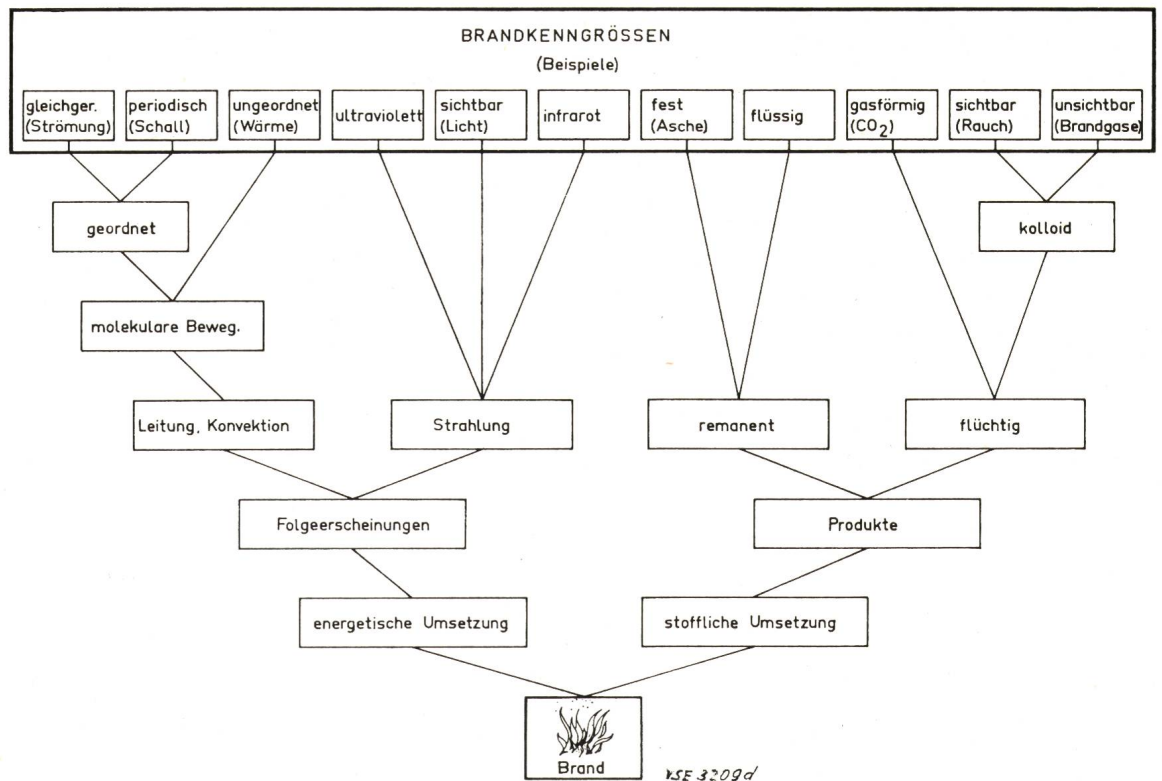 BRANDKENNGRÖSSEN
(Beispiele)
gleichger.
(Strömung)
periodisch
(Schall)
ungeordnet
(Wärme)
ultraviolett
sichtbar
(Licht)
infrarot
fest
(Asche)
flüssig
gasförmig
(CO₂)
sichtbar
(Rauch)
unsichtbar
(Brandgase)
geordnet
kolloid
molekulare Beweg.
Leitung, Konvektion
Strahlung
remanent
flüchtig
Folgeerscheinungen
Produkte
energetische Umsetzung
stoffliche Umsetzung
Brand
VSE 3209d